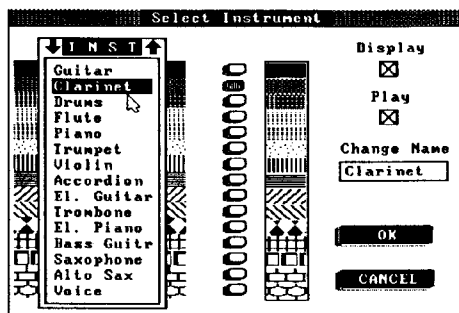 Select Instrument
INST
Guitar
Clarinet
Drums
Flute
Piano
Trumpet
Violin
Accordion
El. Guitar
Trombone
El. Piano
Bass Guitr
Saxophone
Alto Sax
Voice
Display
Play
Change Name
Clarinet
OK
CANCEL